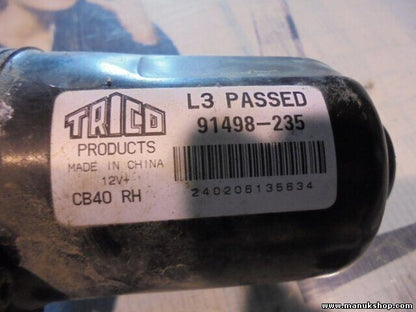 TRICO
PRODUCTS
MADE IN CHINA
12V+
CB40 RH
L3 PASSED
91498-235
240206135634
www.manukshop.com